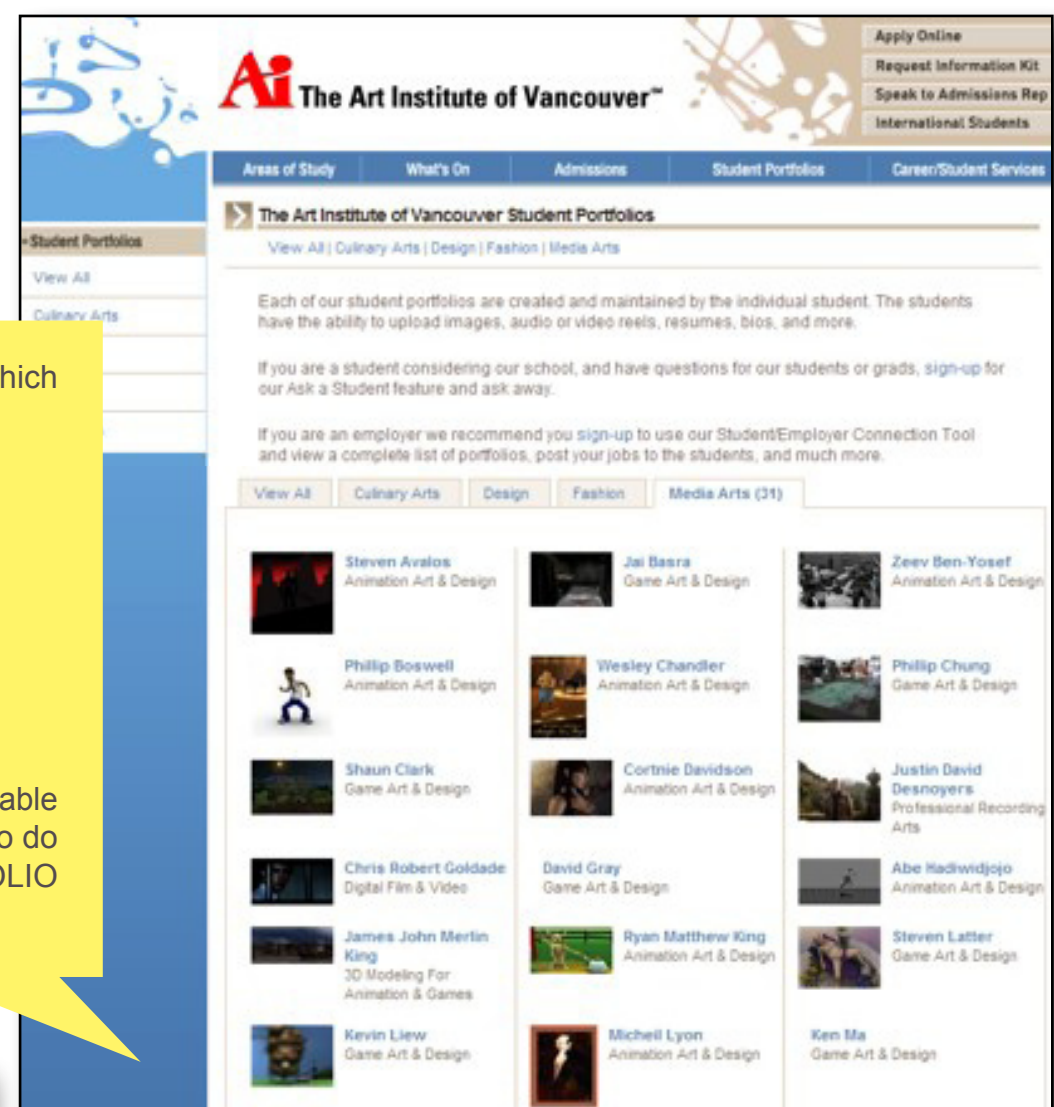 Ai The Art Institute of Vancouver℠
Apply Online
Request Information Kit
Speak to Admissions Rep
International Students
Areas of Study
What's On
Admissions
Student Portfolios
Career/Student Services
The Art Institute of Vancouver Student Portfolios
View All | Culinary Arts | Design | Fashion | Media Arts
Student Portfolios
View All
Culinary Arts
Each of our student portfolios are created and maintained by the individual student. The students
have the ability to upload images, audio or video reels, resumes, bios, and more.
If you are a student considering our school, and have questions for our students or grads, sign-up for
our Ask a Student feature and ask away.
If you are an employer we recommend you sign-up to use our Student/Employer Connection Tool
and view a complete list of portfolios, post your jobs to the students, and much more.
hich
able
o do
OLIO
View All
Culinary Arts
Design
Fashion
Media Arts (31)
Steven Avalos
Animation Art & Design
Jai Basra
Game Art & Design
Zeev Ben-Yosef
Animation Art & Design
Phillip Boswell
Animation Art & Design
Wesley Chandler
Animation Art & Design
Phillip Chung
Game Art & Design
Shaun Clark
Game Art & Design
Cortnie Davidson
Animation Art & Design
Justin David
Desnoyers
Professional Recording
Arts
Chris Robert Goldade
Digital Film & Video
David Gray
Game Art & Design
Abe Hadiwidjojo
Animation Art & Design
James John Merlin
King
3D Modeling For
Animation & Games
Ryan Matthew King
Animation Art & Design
Steven Latter
Game Art & Design
Kevin Liew
Game Art & Design
Micheil Lyon
Animation Art & Design
Ken Ma
Game Art & Design